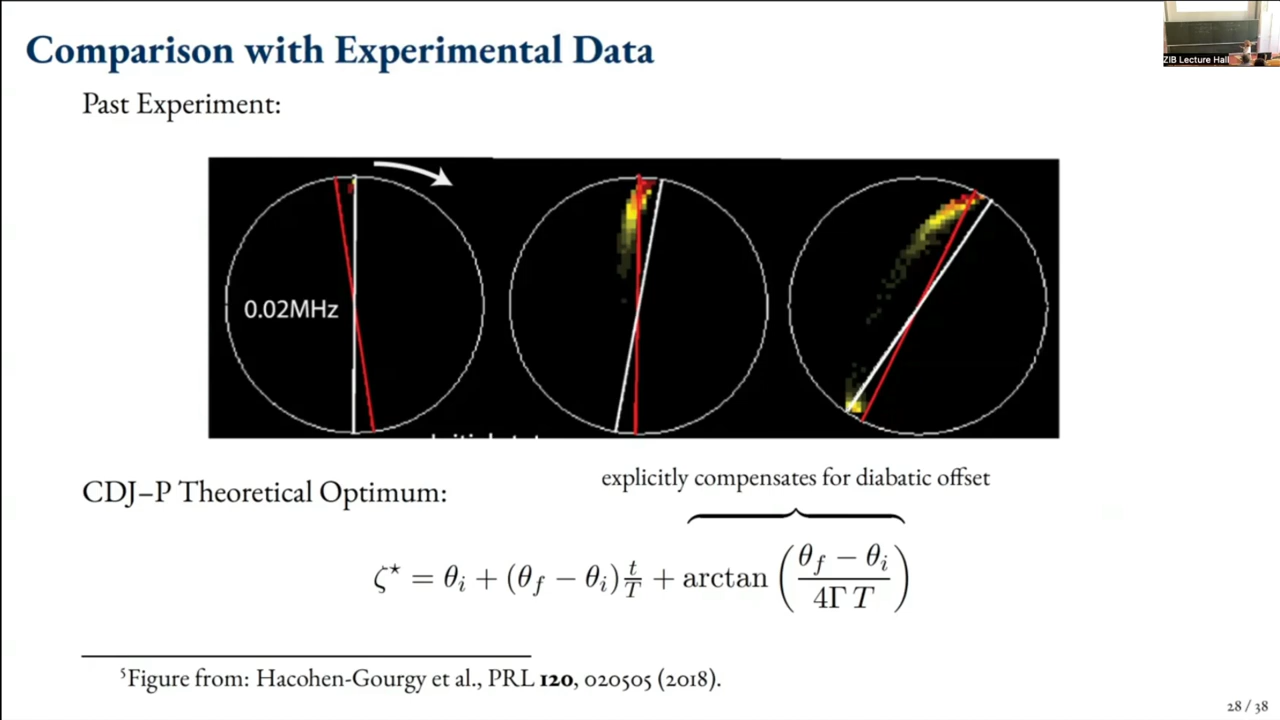 Comparison with Experimental Data
ZIB Lecture Hall
Past Experiment:
0.02MHz
explicitly compensates for diabatic offset
CDJ–P Theoretical Optimum:
ζ⋆ = θi + (θf − θi) t/T + arctan ( (θf − θi) / (4Γ T) )
⁵Figure from: Hacohen-Gourgy et al., PRL 120, 020505 (2018).
28 / 38